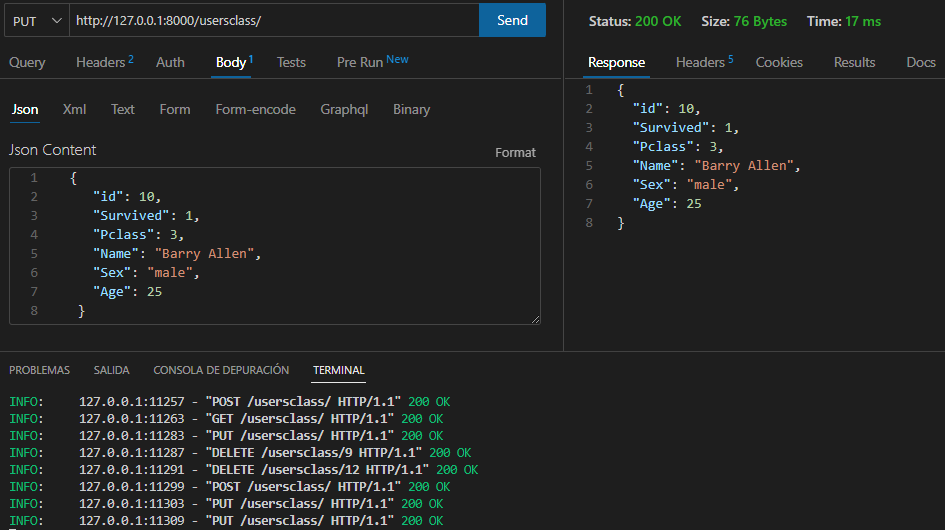 PUT http://127.0.0.1:8000/usersclass/ Send
Query Headers 2 Auth Body 1 Tests Pre Run New
Json Xml Text Form Form-encode Graphql Binary
Json Content Format
1 {
2 "id": 10,
3 "Survived": 1,
4 "Pclass": 3,
5 "Name": "Barry Allen",
6 "Sex": "male",
7 "Age": 25
8 }
Status: 200 OK Size: 76 Bytes Time: 17 ms
Response Headers 5 Cookies Results Docs
1 {
2 "id": 10,
3 "Survived": 1,
4 "Pclass": 3,
5 "Name": "Barry Allen",
6 "Sex": "male",
7 "Age": 25
8 }
PROBLEMAS SALIDA CONSOLA DE DEPURACIÓN TERMINAL
INFO: 127.0.0.1:11257 - "POST /usersclass/ HTTP/1.1" 200 OK
INFO: 127.0.0.1:11263 - "GET /usersclass/ HTTP/1.1" 200 OK
INFO: 127.0.0.1:11283 - "PUT /usersclass/ HTTP/1.1" 200 OK
INFO: 127.0.0.1:11287 - "DELETE /usersclass/9 HTTP/1.1" 200 OK
INFO: 127.0.0.1:11291 - "DELETE /usersclass/12 HTTP/1.1" 200 OK
INFO: 127.0.0.1:11299 - "POST /usersclass/ HTTP/1.1" 200 OK
INFO: 127.0.0.1:11303 - "PUT /usersclass/ HTTP/1.1" 200 OK
INFO: 127.0.0.1:11309 - "PUT /usersclass/ HTTP/1.1" 200 OK